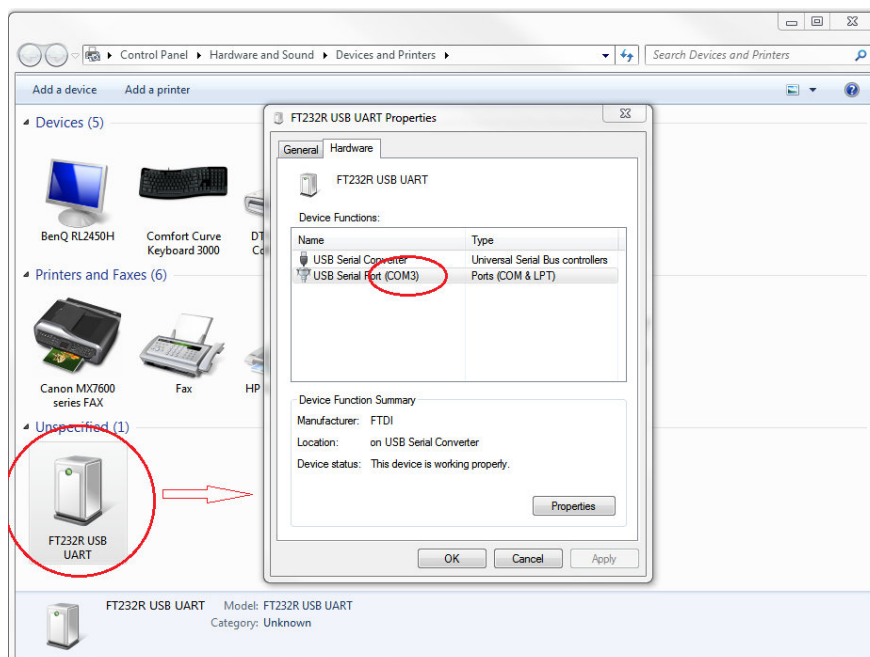 Control Panel Hardware and Sound Devices and Printers
Search Devices and Printers
Add a device Add a printer
Devices (5)
BenQ RL2450H
Comfort Curve
Keyboard 3000
DT
Printers and Faxes (6)
Canon MX7600
series FAX
Fax
HP
Unspecified (1)
FT232R USB
UART
FT232R USB UART Properties
General Hardware
FT232R USB UART
Device Functions:
Name Type
USB Serial Converter Universal Serial Bus controllers
USB Serial Port (COM3) Ports (COM & LPT)
Device Function Summary
Manufacturer: FTDI
Location: on USB Serial Converter
Device status: This device is working properly.
Properties
OK Cancel Apply
FT232R USB UART Model: FT232R USB UART
Category: Unknown